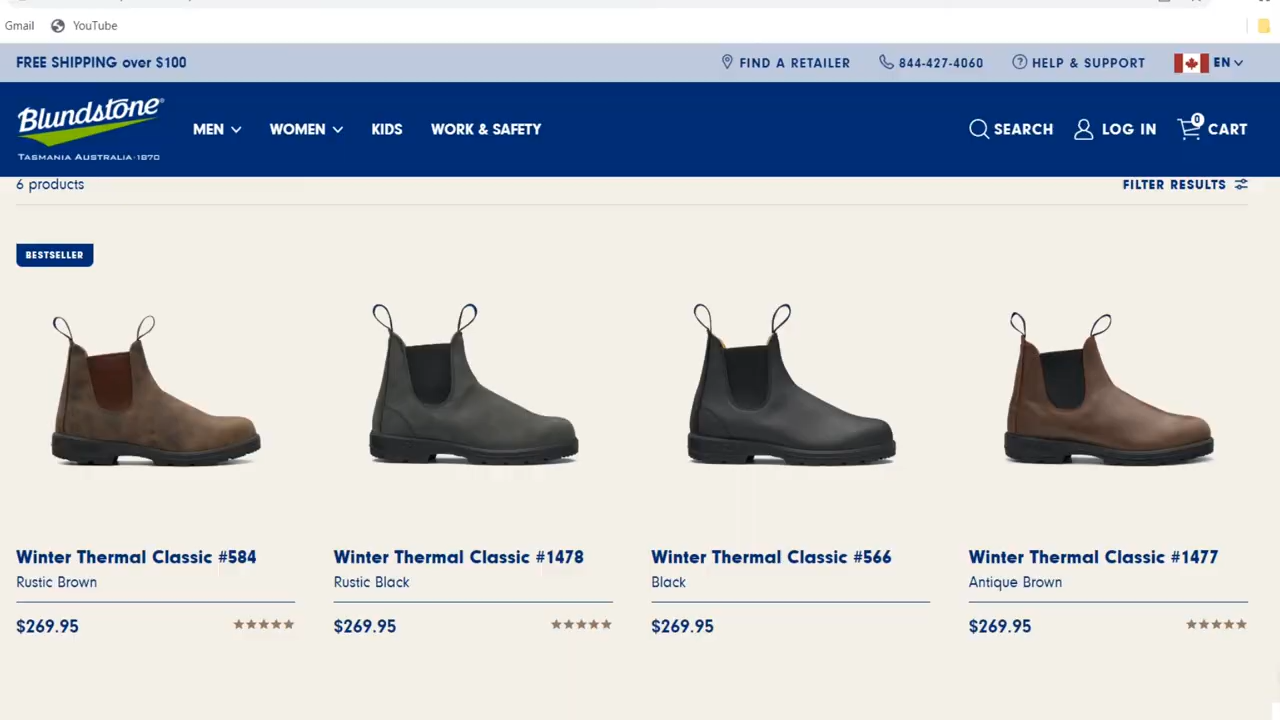 Gmail YouTube
FREE SHIPPING over $100 FIND A RETAILER 844-427-4060 HELP & SUPPORT EN
Blundstone®
TASMANIA AUSTRALIA·1870
MEN WOMEN KIDS WORK & SAFETY SEARCH LOG IN 0 CART
6 products FILTER RESULTS
BESTSELLER
Winter Thermal Classic #584 Winter Thermal Classic #1478 Winter Thermal Classic #566 Winter Thermal Classic #1477
Rustic Brown Rustic Black Black Antique Brown
$269.95 ★★★★★ $269.95 ★★★★★ $269.95 $269.95 ★★★★★